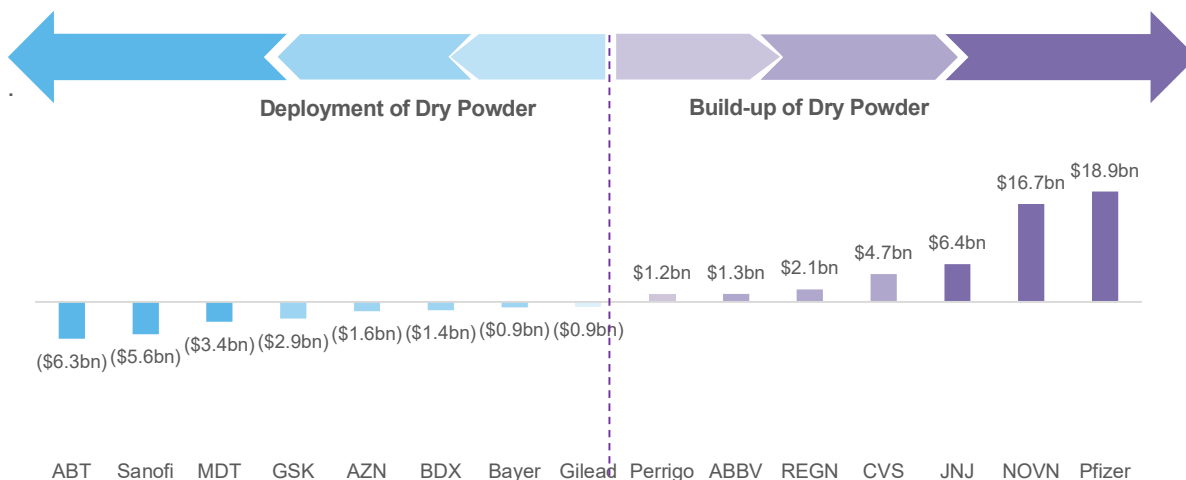 Deployment of Dry Powder
Build-up of Dry Powder
.
$18.9bn
$16.7bn
$6.4bn
$4.7bn
$2.1bn
$1.2bn $1.3bn
($6.3bn) ($5.6bn) ($3.4bn) ($2.9bn) ($1.6bn) ($1.4bn) ($0.9bn) ($0.9bn)
ABT Sanofi MDT GSK AZN BDX Bayer Gilead Perrigo ABBV REGN CVS JNJ NOVN Pfizer